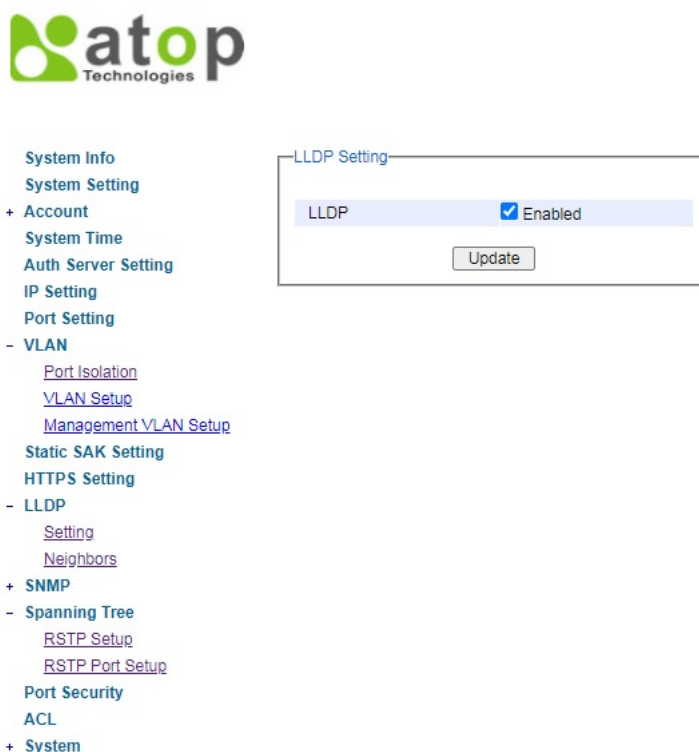 atop
Technologies
System Info
System Setting
+ Account
System Time
Auth Server Setting
IP Setting
Port Setting
– VLAN
Port Isolation
VLAN Setup
Management VLAN Setup
Static SAK Setting
HTTPS Setting
– LLDP
Setting
Neighbors
+ SNMP
– Spanning Tree
RSTP Setup
RSTP Port Setup
Port Security
ACL
+ System
LLDP Setting
LLDP Enabled
Update